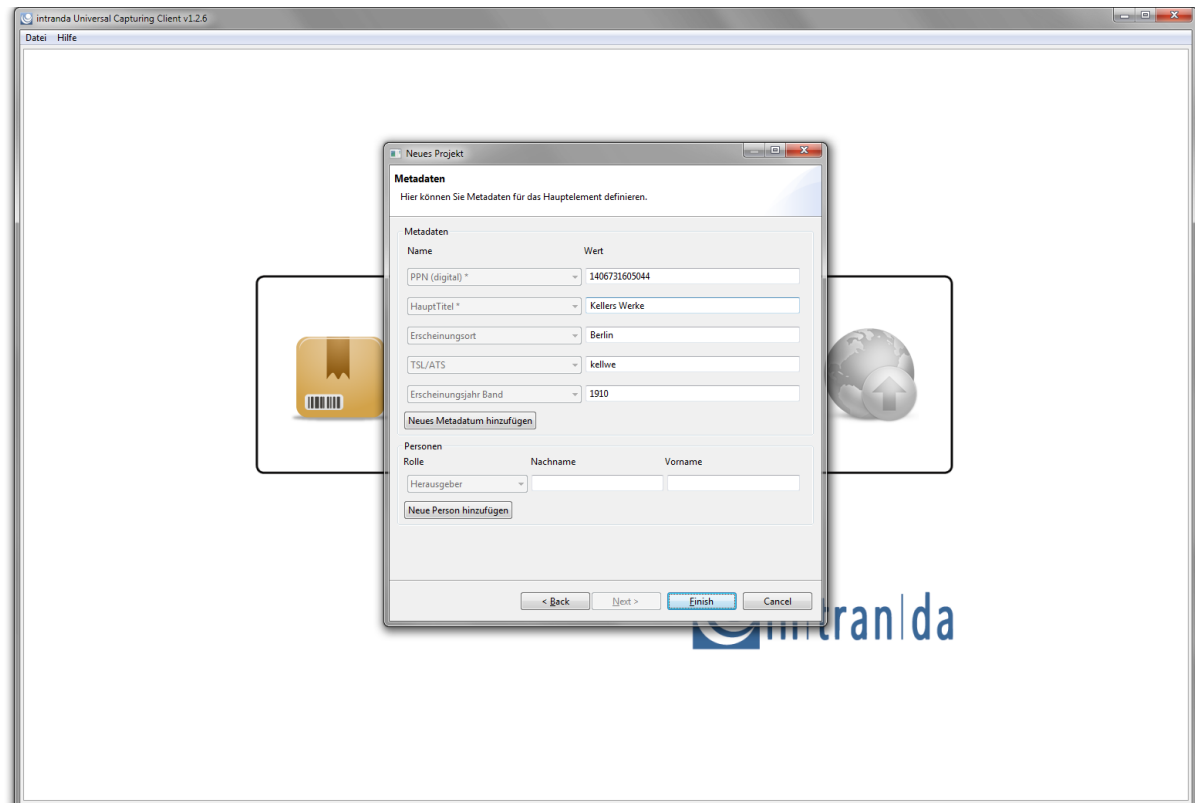 intranda Universal Capturing Client v1.2.6
Datei Hilfe
Neues Projekt
Metadaten
Hier können Sie Metadaten für das Hauptelement definieren.
Metadaten
Name Wert
PPN (digital) * 1406731605044
HauptTitel * Kellers Werke
Erscheinungsort Berlin
TSL/ATS kellwe
Erscheinungsjahr Band 1910
Neues Metadatum hinzufügen
Personen
Rolle Nachname Vorname
Herausgeber
Neue Person hinzufügen
< Back Next > Finish Cancel
intran|da